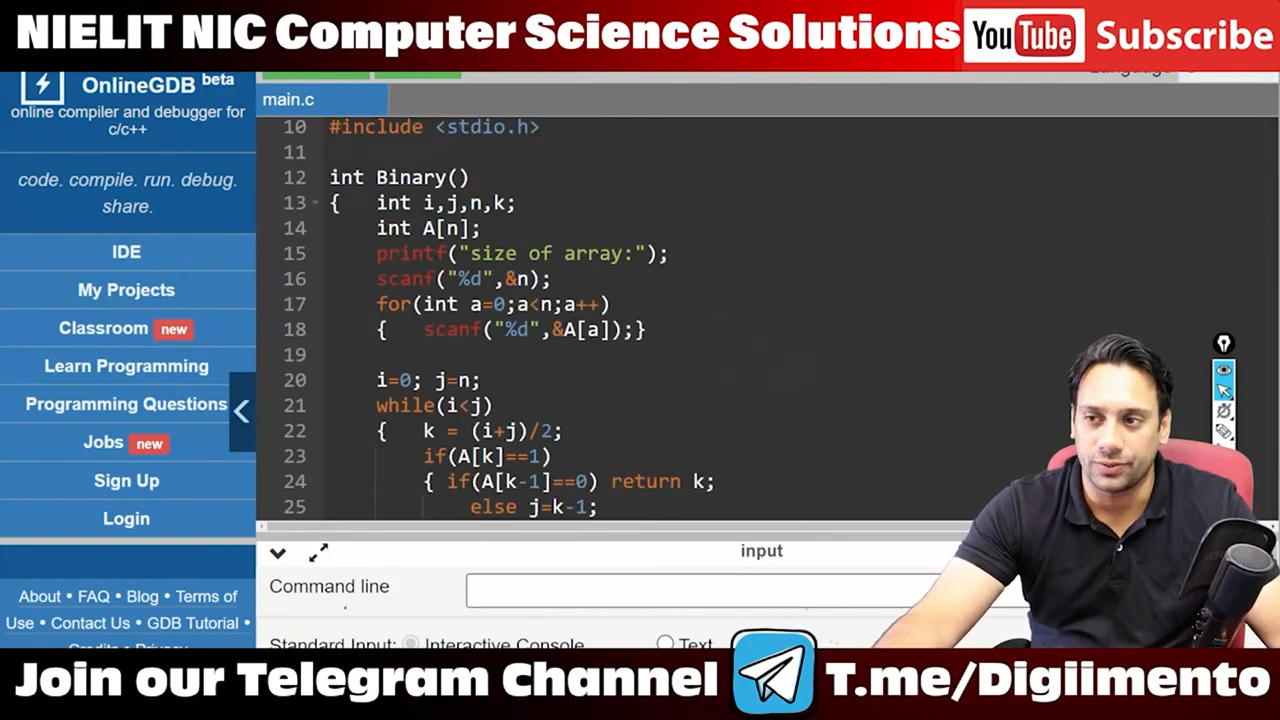 NIELIT NIC Computer Science Solutions
YouTube Subscribe
OnlineGDB beta
online compiler and debugger for
c/c++
code. compile. run. debug.
share.
IDE
My Projects
Classroom new
Learn Programming
Programming Questions
Jobs new
Sign Up
Login
About • FAQ • Blog • Terms of
Use • Contact Us • GDB Tutorial •
Credits • Privacy
Language
main.c
10 #include <stdio.h>
11
12 int Binary()
13 { int i,j,n,k;
14 int A[n];
15 printf("size of array:");
16 scanf("%d",&n);
17 for(int a=0;a<n;a++)
18 { scanf("%d",&A[a]);}
19
20 i=0; j=n;
21 while(i<j)
22 { k = (i+j)/2;
23 if(A[k]==1)
24 { if(A[k-1]==0) return k;
25 else j=k-1;
input
Command line
Standard Input: Interactive Console Text
Join our Telegram Channel T.me/Digiimento